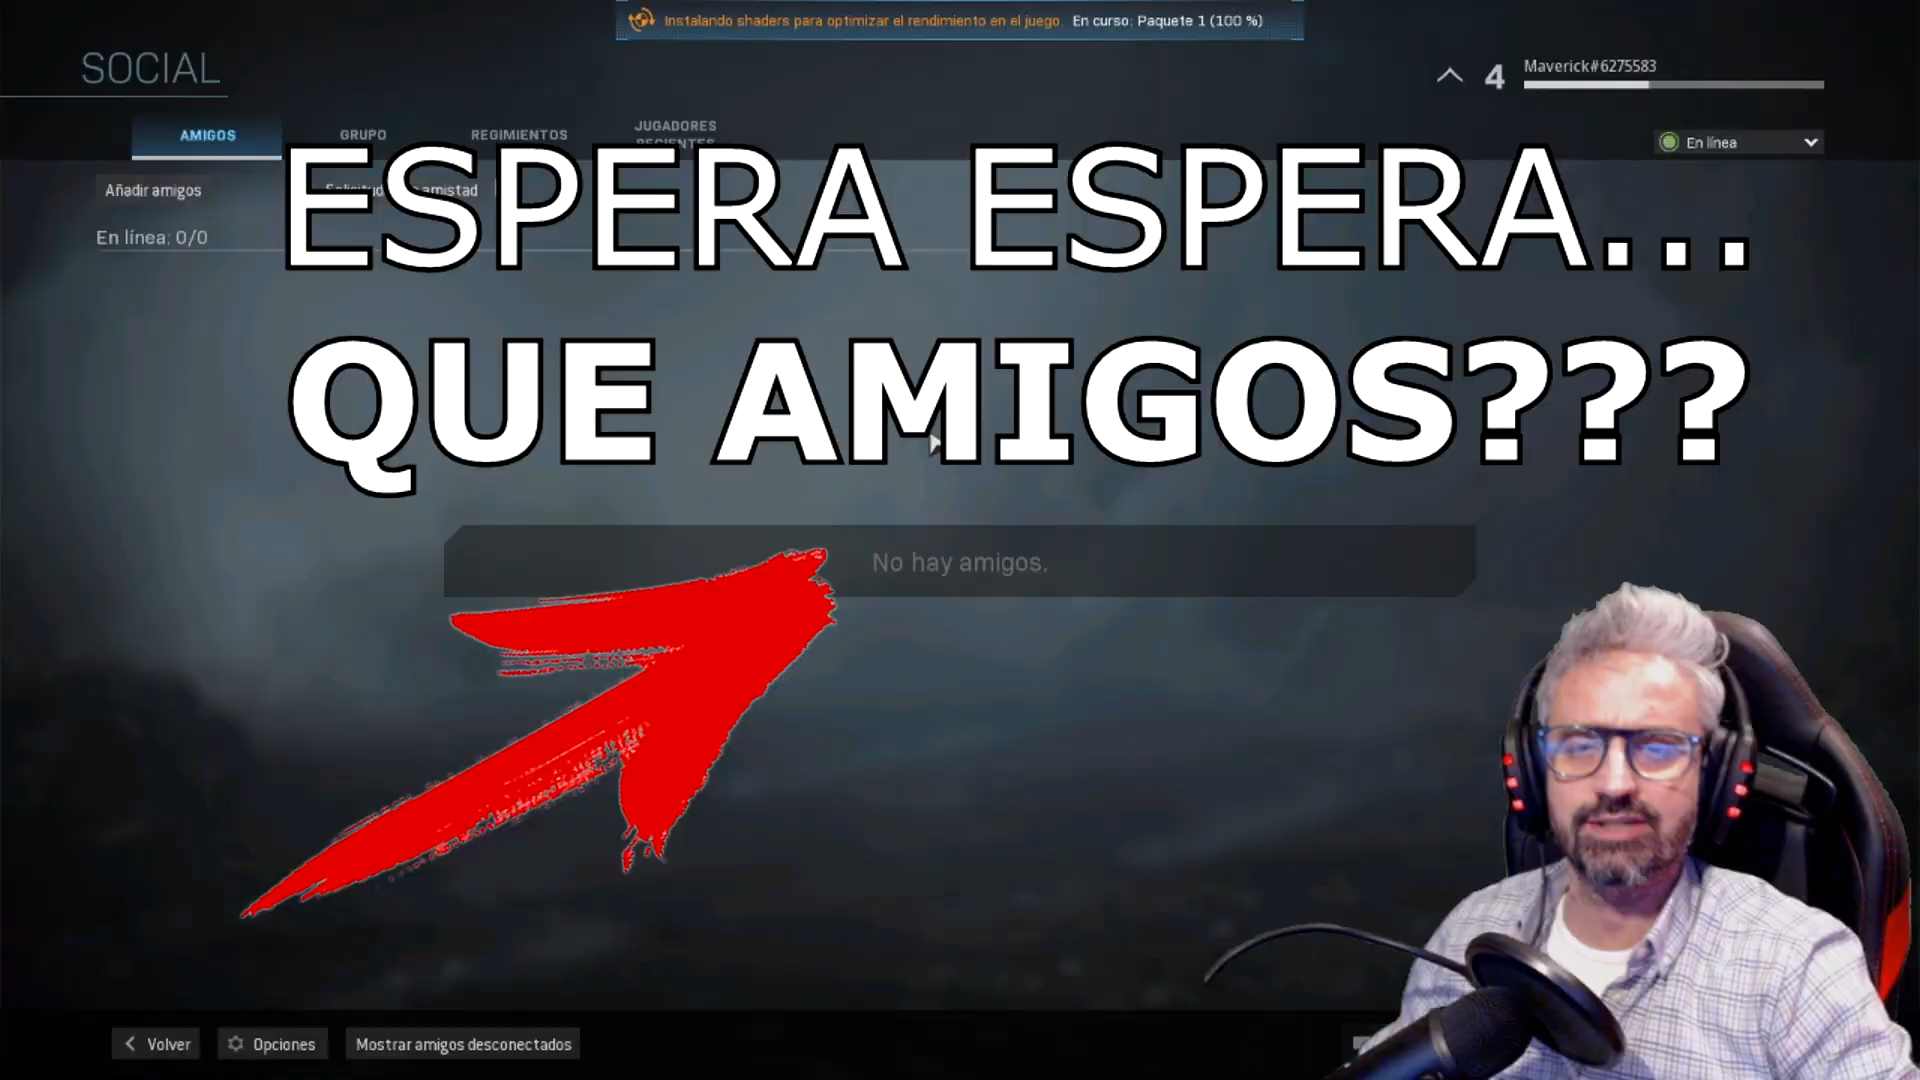 Instalando shaders para optimizar el rendimiento en el juego. En curso: Paquete 1 (100 %)
SOCIAL
4 Maverick#6275583
AMIGOS GRUPO REGIMIENTOS JUGADORES RECIENTES
En línea
Añadir amigos amistad
En línea: 0/0
ESPERA ESPERA...
QUE AMIGOS???
No hay amigos.
Volver Opciones Mostrar amigos desconectados